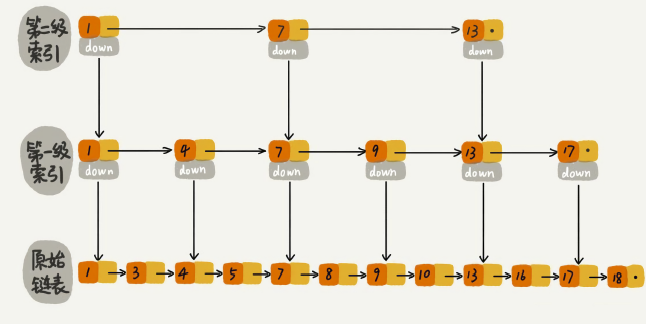 第二级
索引
1 7 13
down down down
第一级
索引
1 4 7 9 13 17
down down down down down down
原始
链表
1 3 4 5 7 8 9 10 13 16 17 18